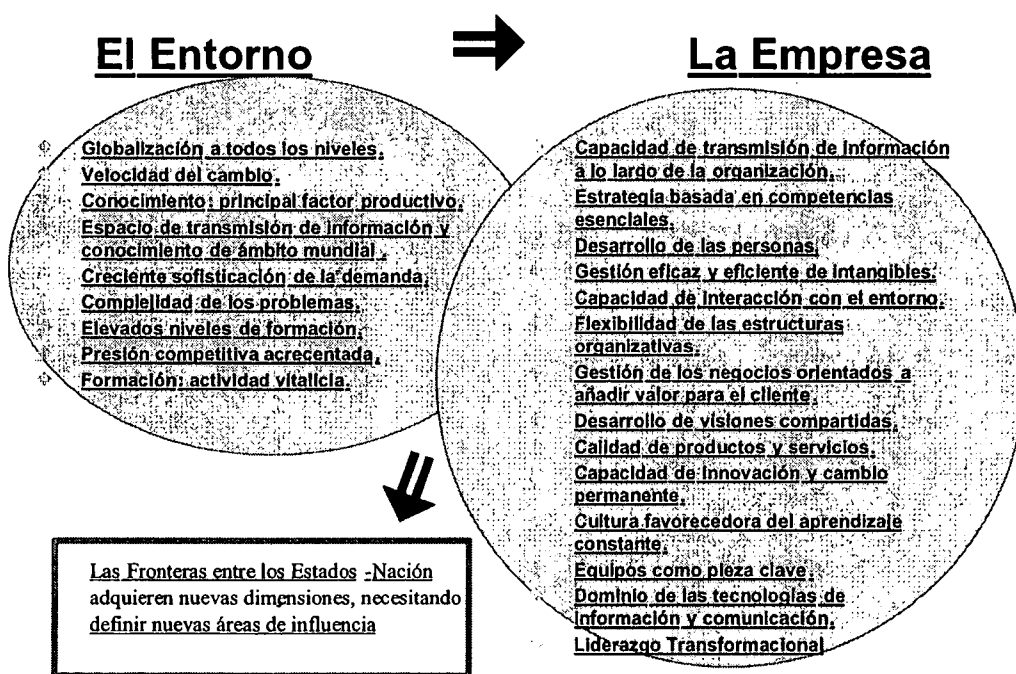 El Entorno
La Empresa
Globalización a todos los niveles.
Velocidad del cambio.
Conocimiento: principal factor productivo.
Espacio de transmisión de información y
conocimiento de ámbito mundial .
Creciente sofisticación de la demanda.
Complejidad de los problemas.
Elevados niveles de formación.
Presión competitiva acrecentada.
Formación: actividad vitalicia.
Capacidad de transmisión de información
a lo largo de la organización.
Estrategia basada en competencias
esenciales.
Desarrollo de las personas.
Gestión eficaz y eficiente de intangibles.
Capacidad de interacción con el entorno.
Flexibilidad de las estructuras
organizativas.
Gestión de los negocios orientados a
añadir valor para el cliente.
Desarrollo de visiones compartidas.
Calidad de productos y servicios.
Capacidad de innovación y cambio
permanente.
Cultura favorecedora del aprendizaje
constante.
Equipos como pieza clave.
Dominio de las tecnologías de
información y comunicación.
Liderazgo Transformacional
Las Fronteras entre los Estados -Nación
adquieren nuevas dimensiones, necesitando
definir nuevas áreas de influencia